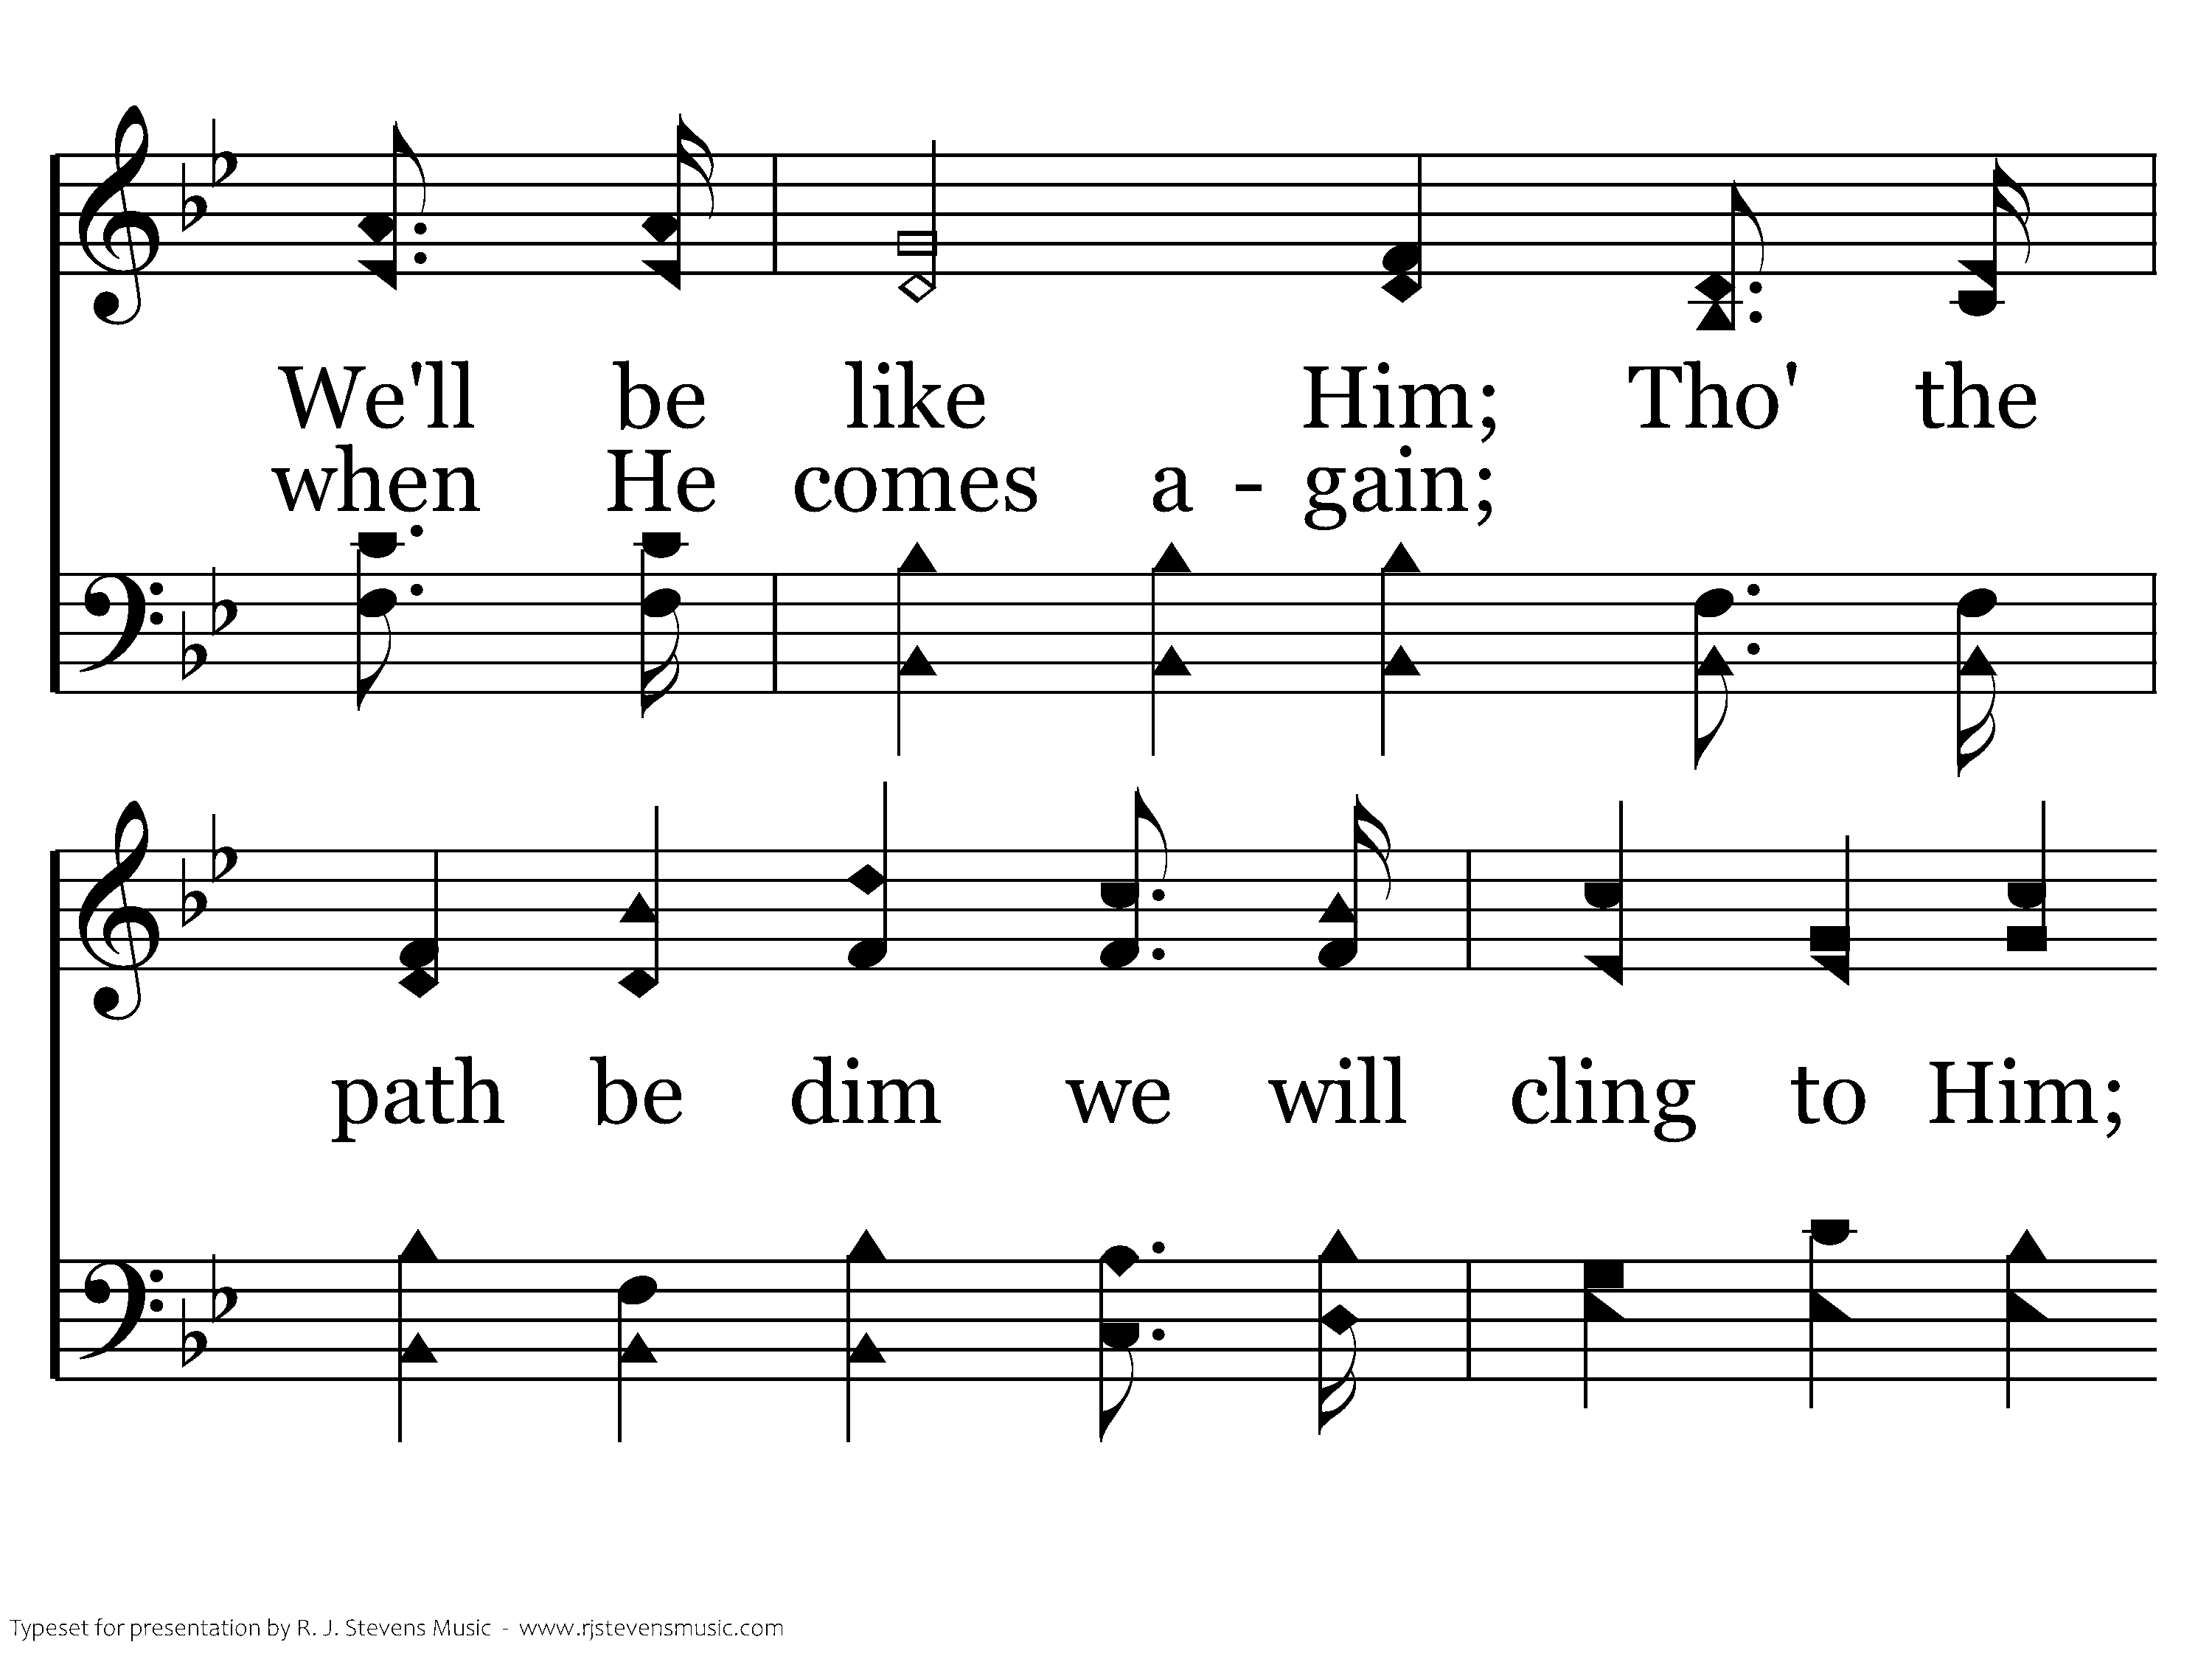 We'll be like Him; Tho' the
when He comes a - gain;
path be dim we will cling to Him;
Typeset for presentation by R. J. Stevens Music - www.rjstevensmusic.com